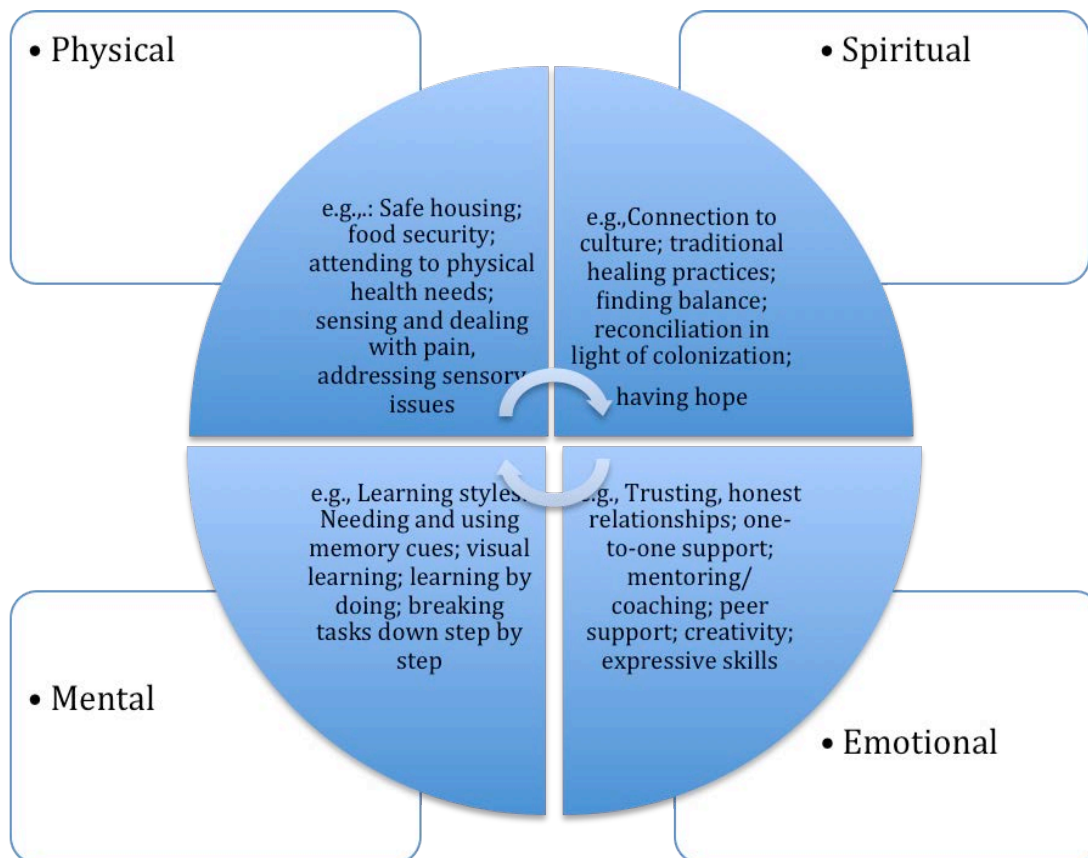 • Physical
• Spiritual
e.g.,.: Safe housing;
food security;
attending to physical
health needs;
sensing and dealing
with pain,
addressing sensory
issues
e.g.,Connection to
culture; traditional
healing practices;
finding balance;
reconciliation in
light of colonization;
having hope
e.g., Learning styles:
Needing and using
memory cues; visual
learning; learning by
doing; breaking
tasks down step by
step
e.g., Trusting, honest
relationships; one-
to-one support;
mentoring/
coaching; peer
support; creativity;
expressive skills
• Mental
• Emotional